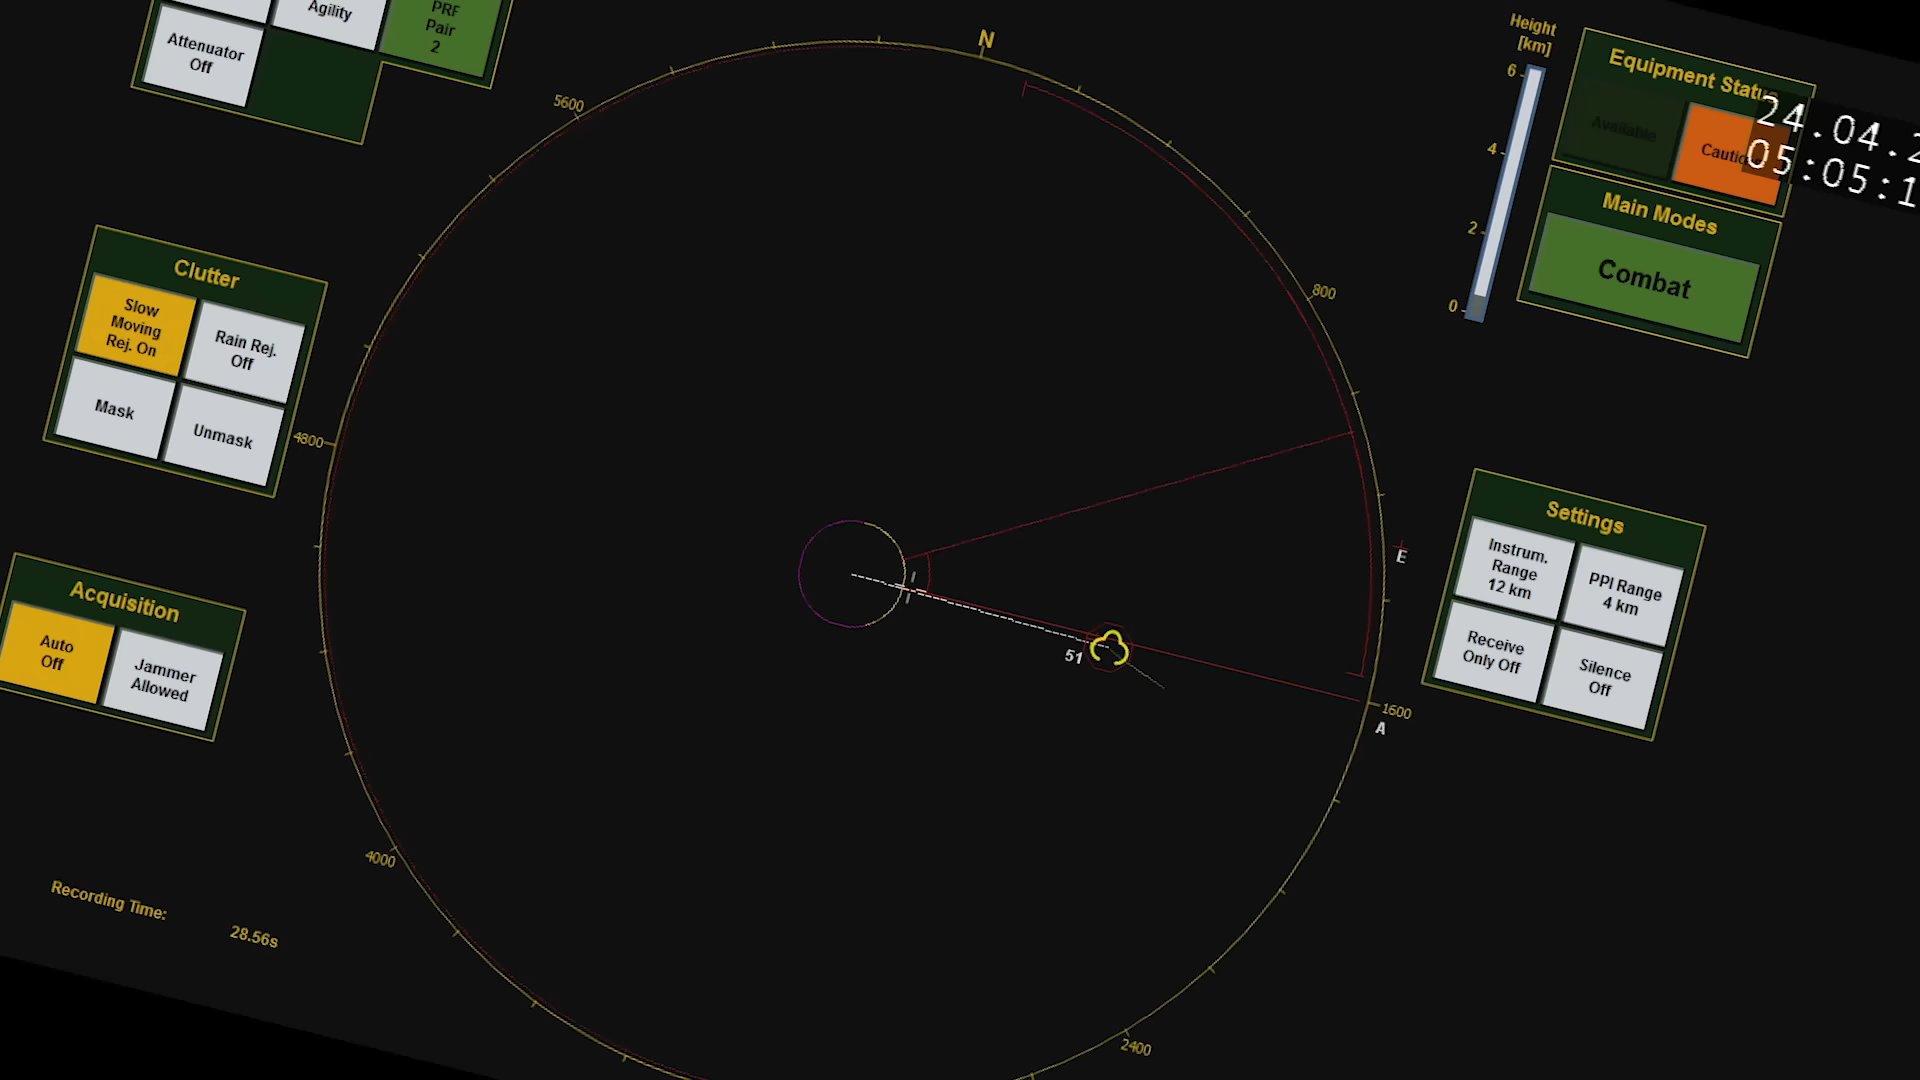 Agility
PRF
Pair
2
Attenuator
Off
N
5600
800
4800
4000
2400
1600
E
A
51
Height
[km]
6
4
2
0
Equipment Statu
Available
Cautio
24.04.2
05:05:1
Main Modes
Combat
Clutter
Slow
Moving
Rej. On
Rain Rej.
Off
Mask
Unmask
Acquisition
Auto
Off
Jammer
Allowed
Settings
Instrum.
Range
12 km
PPI Range
4 km
Receive
Only Off
Silence
Off
Recording Time:
28.56s